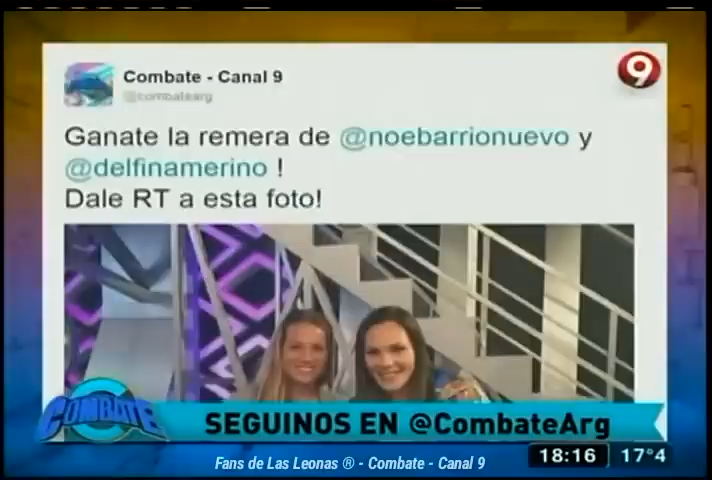 Combate - Canal 9
@combatearg
9
Ganate la remera de @noebarrionuevo y
@delfinamerino !
Dale RT a esta foto!
COMBATE
SEGUINOS EN @CombateArg
Fans de Las Leonas ® - Combate - Canal 9
18:16 17°4